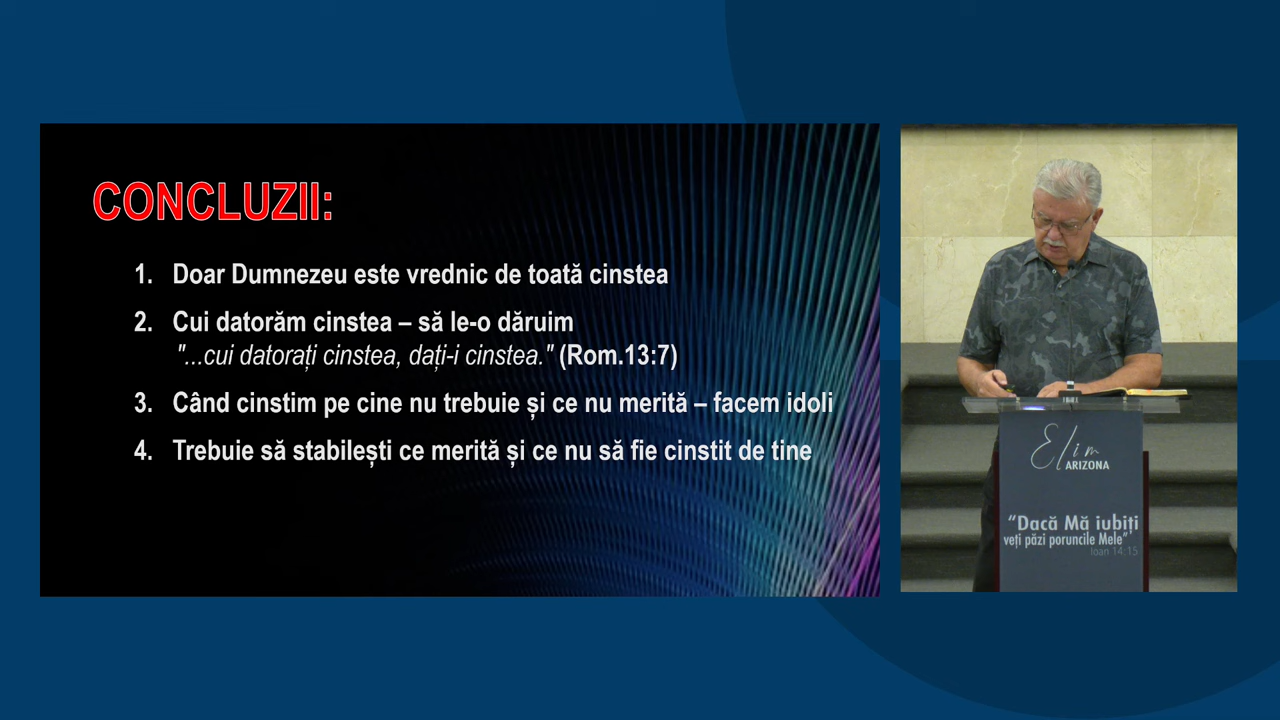 CONCLUZII:
1. Doar Dumnezeu este vrednic de toată cinstea
2. Cui datorăm cinstea – să le-o dăruim
"...cui datorați cinstea, dați-i cinstea." (Rom.13:7)
3. Când cinstim pe cine nu trebuie și ce nu merită – facem idoli
4. Trebuie să stabilești ce merită și ce nu să fie cinstit de tine
Elim
ARIZONA
“Dacă Mă iubiți
veți păzi poruncile Mele”
Ioan 14:15